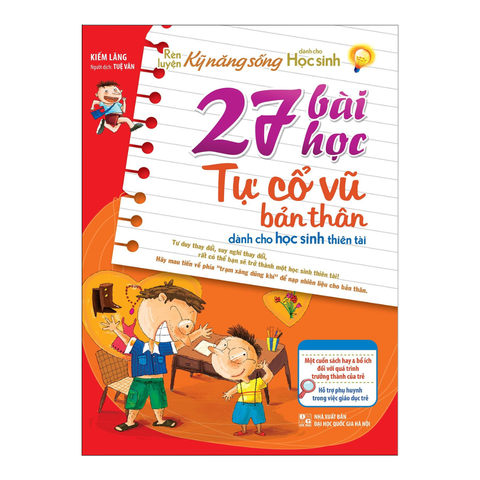 KIẾM LĂNG
Người dịch: TUỆ VĂN
Rèn luyện Kỹ năng sống dành cho Học sinh
27 bài học
Tự cổ vũ
bản thân
dành cho học sinh thiên tài
Tư duy thay đổi, suy nghĩ thay đổi,
rất có thể bạn sẽ trở thành một học sinh thiên tài!
Hãy mau tiến về phía "trạm xăng dũng khí" để nạp nhiên liệu cho bản thân.
Một cuốn sách hay & bổ ích
đối với quá trình
trưởng thành của trẻ
Hỗ trợ phụ huynh
trong việc giáo dục trẻ
NHÀ XUẤT BẢN
ĐẠI HỌC QUỐC GIA HÀ NỘI